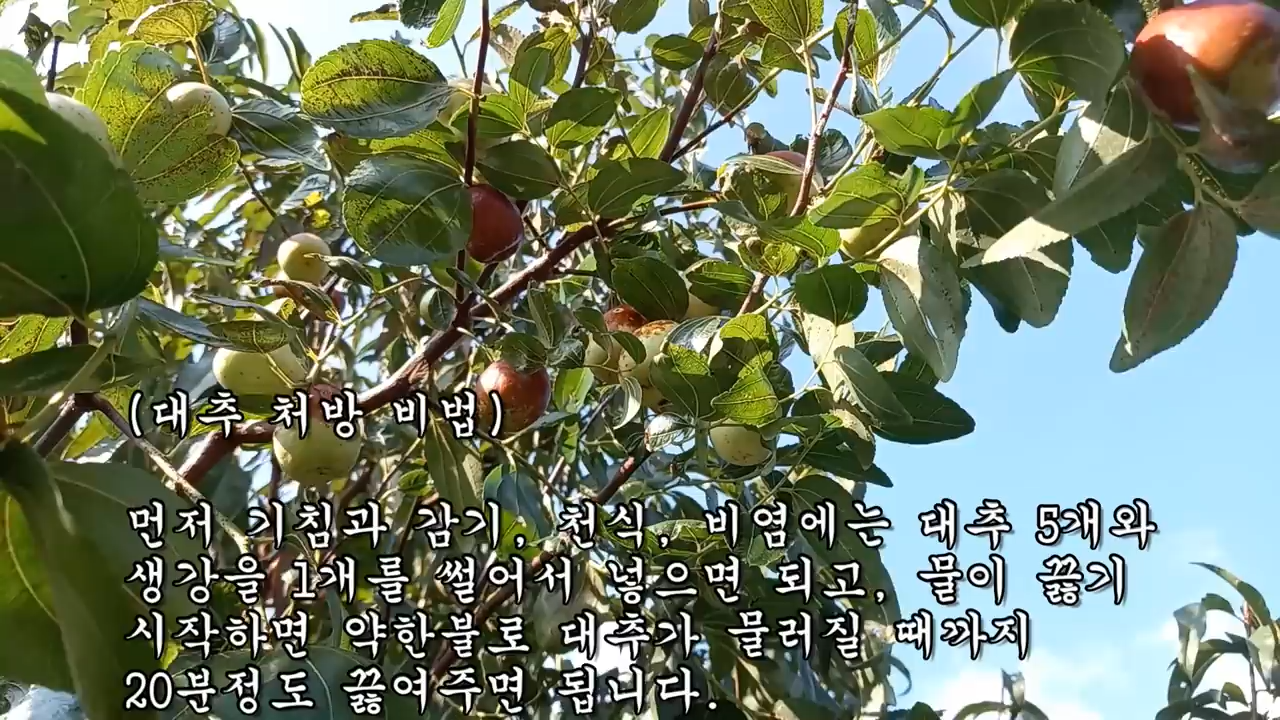 (대추 처방 비법)
먼저 기침과 감기, 천식, 비염에는 대추 5개와
생강을 1개를 썰어서 넣으면 되고, 물이 끓기
시작하면 약한불로 대추가 물러질 때까지
20분정도 끓여주면 됩니다.